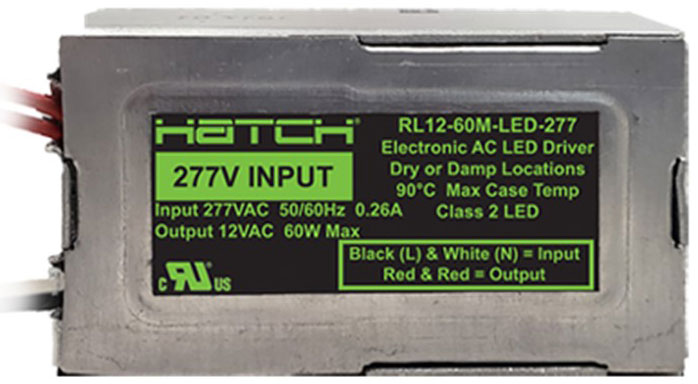 HATCH®
277V INPUT
Input 277VAC 50/60Hz 0.26A
Output 12VAC 60W Max
RL12-60M-LED-277
Electronic AC LED Driver
Dry or Damp Locations
90°C Max Case Temp
Class 2 LED
Black (L) & White (N) = Input
Red & Red = Output
c RU US